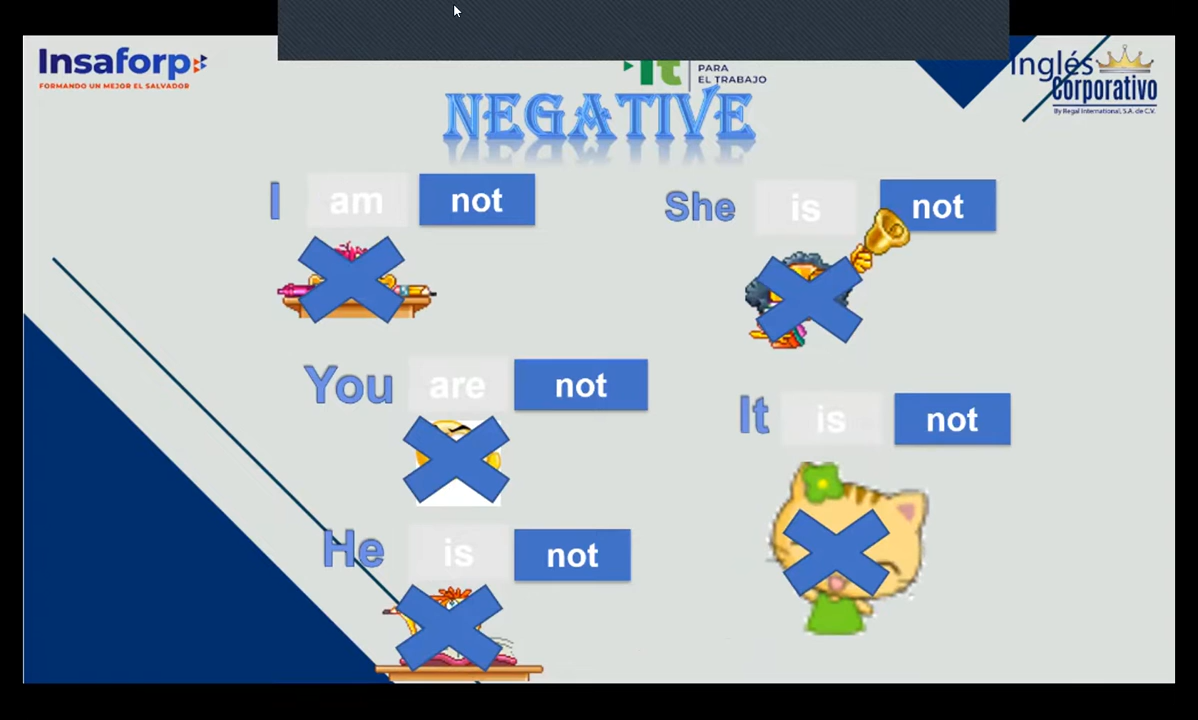 Insaforp
FORMANDO UN MEJOR EL SALVADOR
PARA
EL TRABAJO
Inglés
Corporativo
By Regal International, S.A. de C.V.
NEGATIVE
I am not
She is not
You are not
It is not
He is not